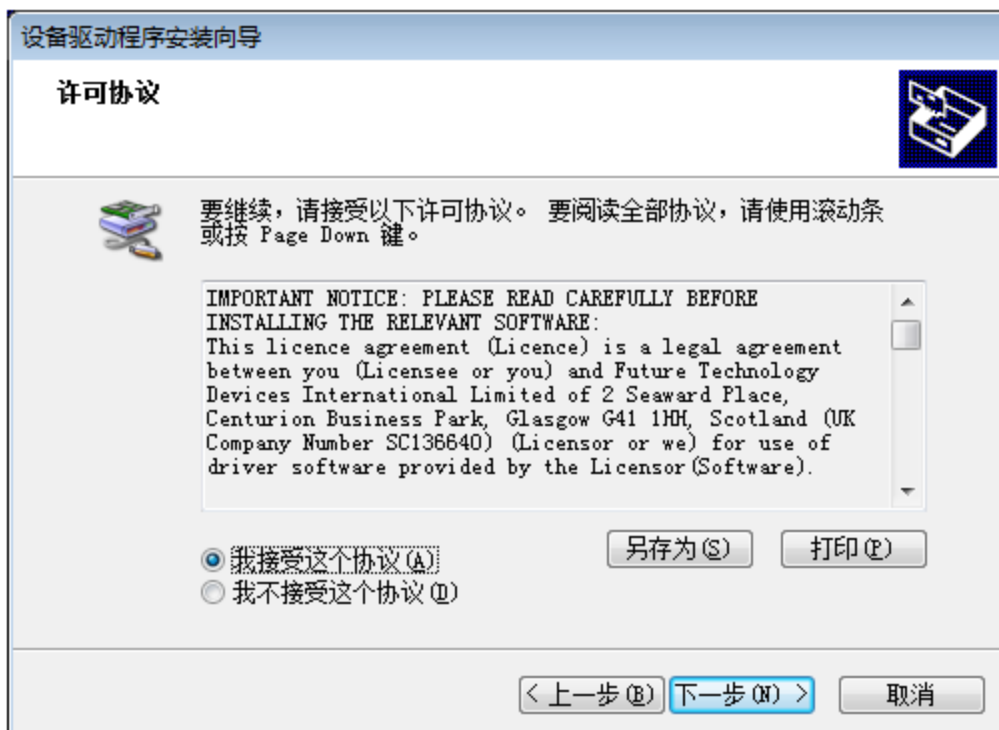 设备驱动程序安装向导
许可协议
要继续，请接受以下许可协议。 要阅读全部协议，请使用滚动条
或按 Page Down 键。
IMPORTANT NOTICE: PLEASE READ CAREFULLY BEFORE
INSTALLING THE RELEVANT SOFTWARE:
This licence agreement (Licence) is a legal agreement
between you (Licensee or you) and Future Technology
Devices International Limited of 2 Seaward Place,
Centurion Business Park, Glasgow G41 1HH, Scotland (UK
Company Number SC136640) (Licensor or we) for use of
driver software provided by the Licensor(Software).
我接受这个协议(A)
另存为(S)
打印(P)
我不接受这个协议(D)
< 上一步(B)
下一步(N) >
取消